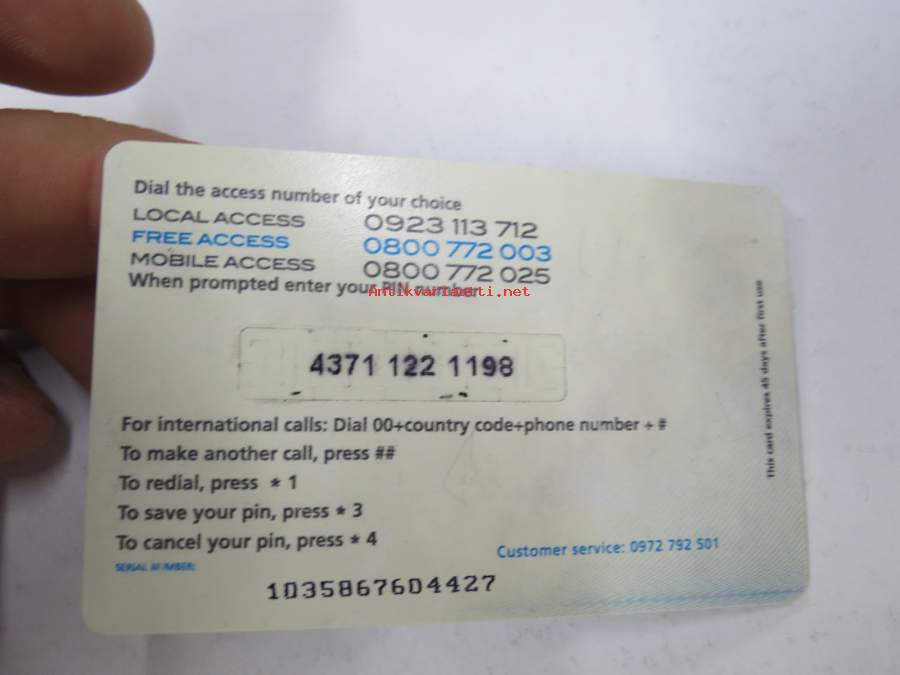 Dial the access number of your choice
LOCAL ACCESS 0923 113 712
FREE ACCESS 0800 772 003
MOBILE ACCESS 0800 772 025
When prompted enter your PIN number
Antikvariaatti.net
4371 122 1198
For international calls: Dial 00+country code+phone number + #
To make another call, press ##
To redial, press * 1
To save your pin, press * 3
To cancel your pin, press * 4
Customer service: 0972 792 501
SERIAL NUMBER:
1035867604427
This card expires 45 days after first use